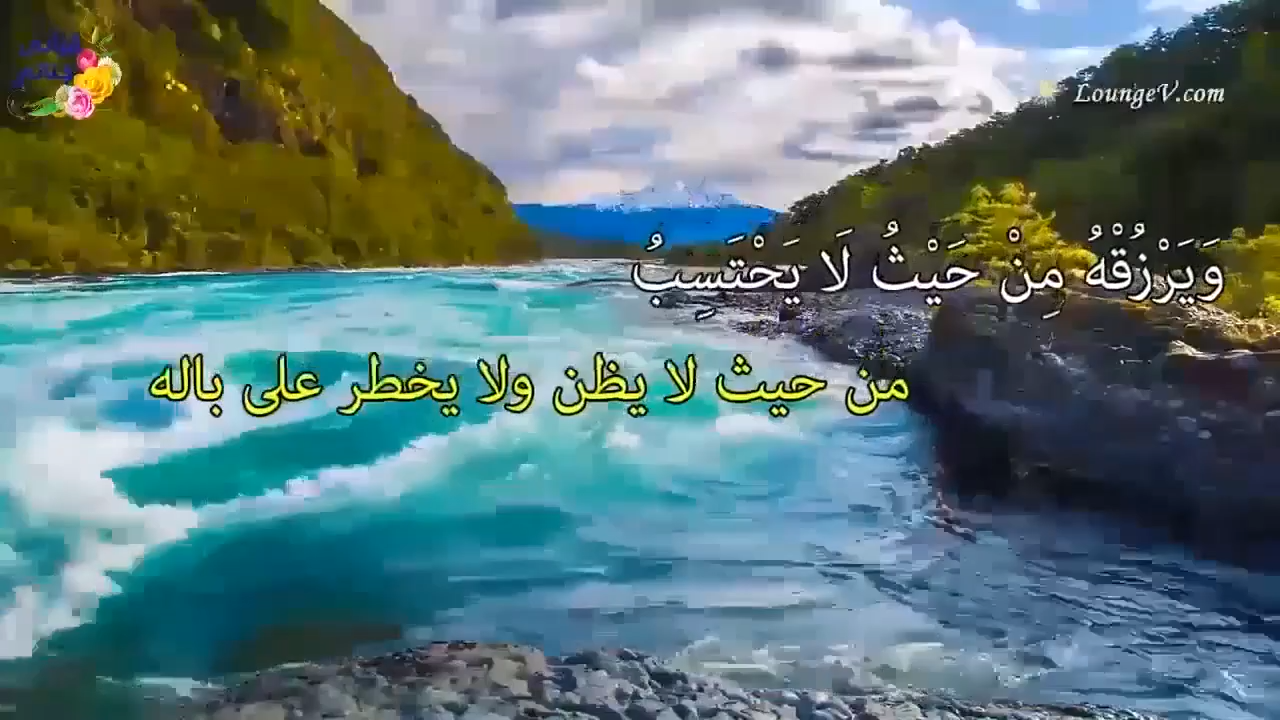 LoungeV.com
وَيَرْزُقْهُ مِنْ حَيْثُ لَا يَحْتَسِبُ
من حيث لا يظن ولا يخطر على باله